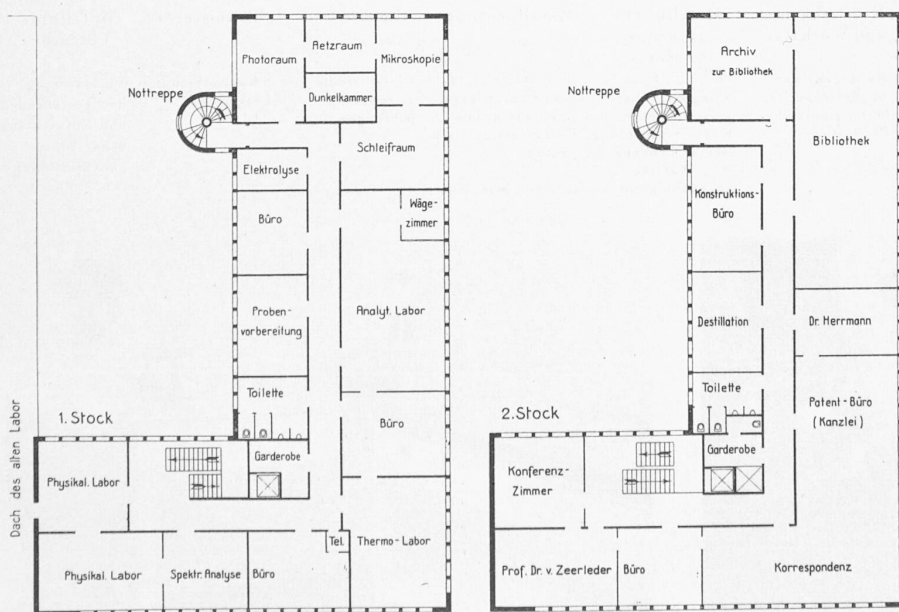 Photoraum
Aetzraum
Mikroskopie
Dunkelkammer
Nottreppe
Schleifraum
Elektrolyse
Büro
Wäge-
zimmer
Proben-
vorbereitung
Analyt. Labor
Toilette
Büro
1. Stock
Garderobe
Physikal. Labor
Dach des alten Labor
Tel.
Thermo-Labor
Physikal. Labor
Spektr. Analyse
Büro
Archiv
zur Bibliothek
Nottreppe
Bibliothek
Konstruktions-
Büro
Destillation
Dr. Herrmann
Toilette
Patent-Büro
(Kanzlei)
2. Stock
Garderobe
Konferenz-
Zimmer
Prof. Dr. v. Zeerleder
Büro
Korrespondenz